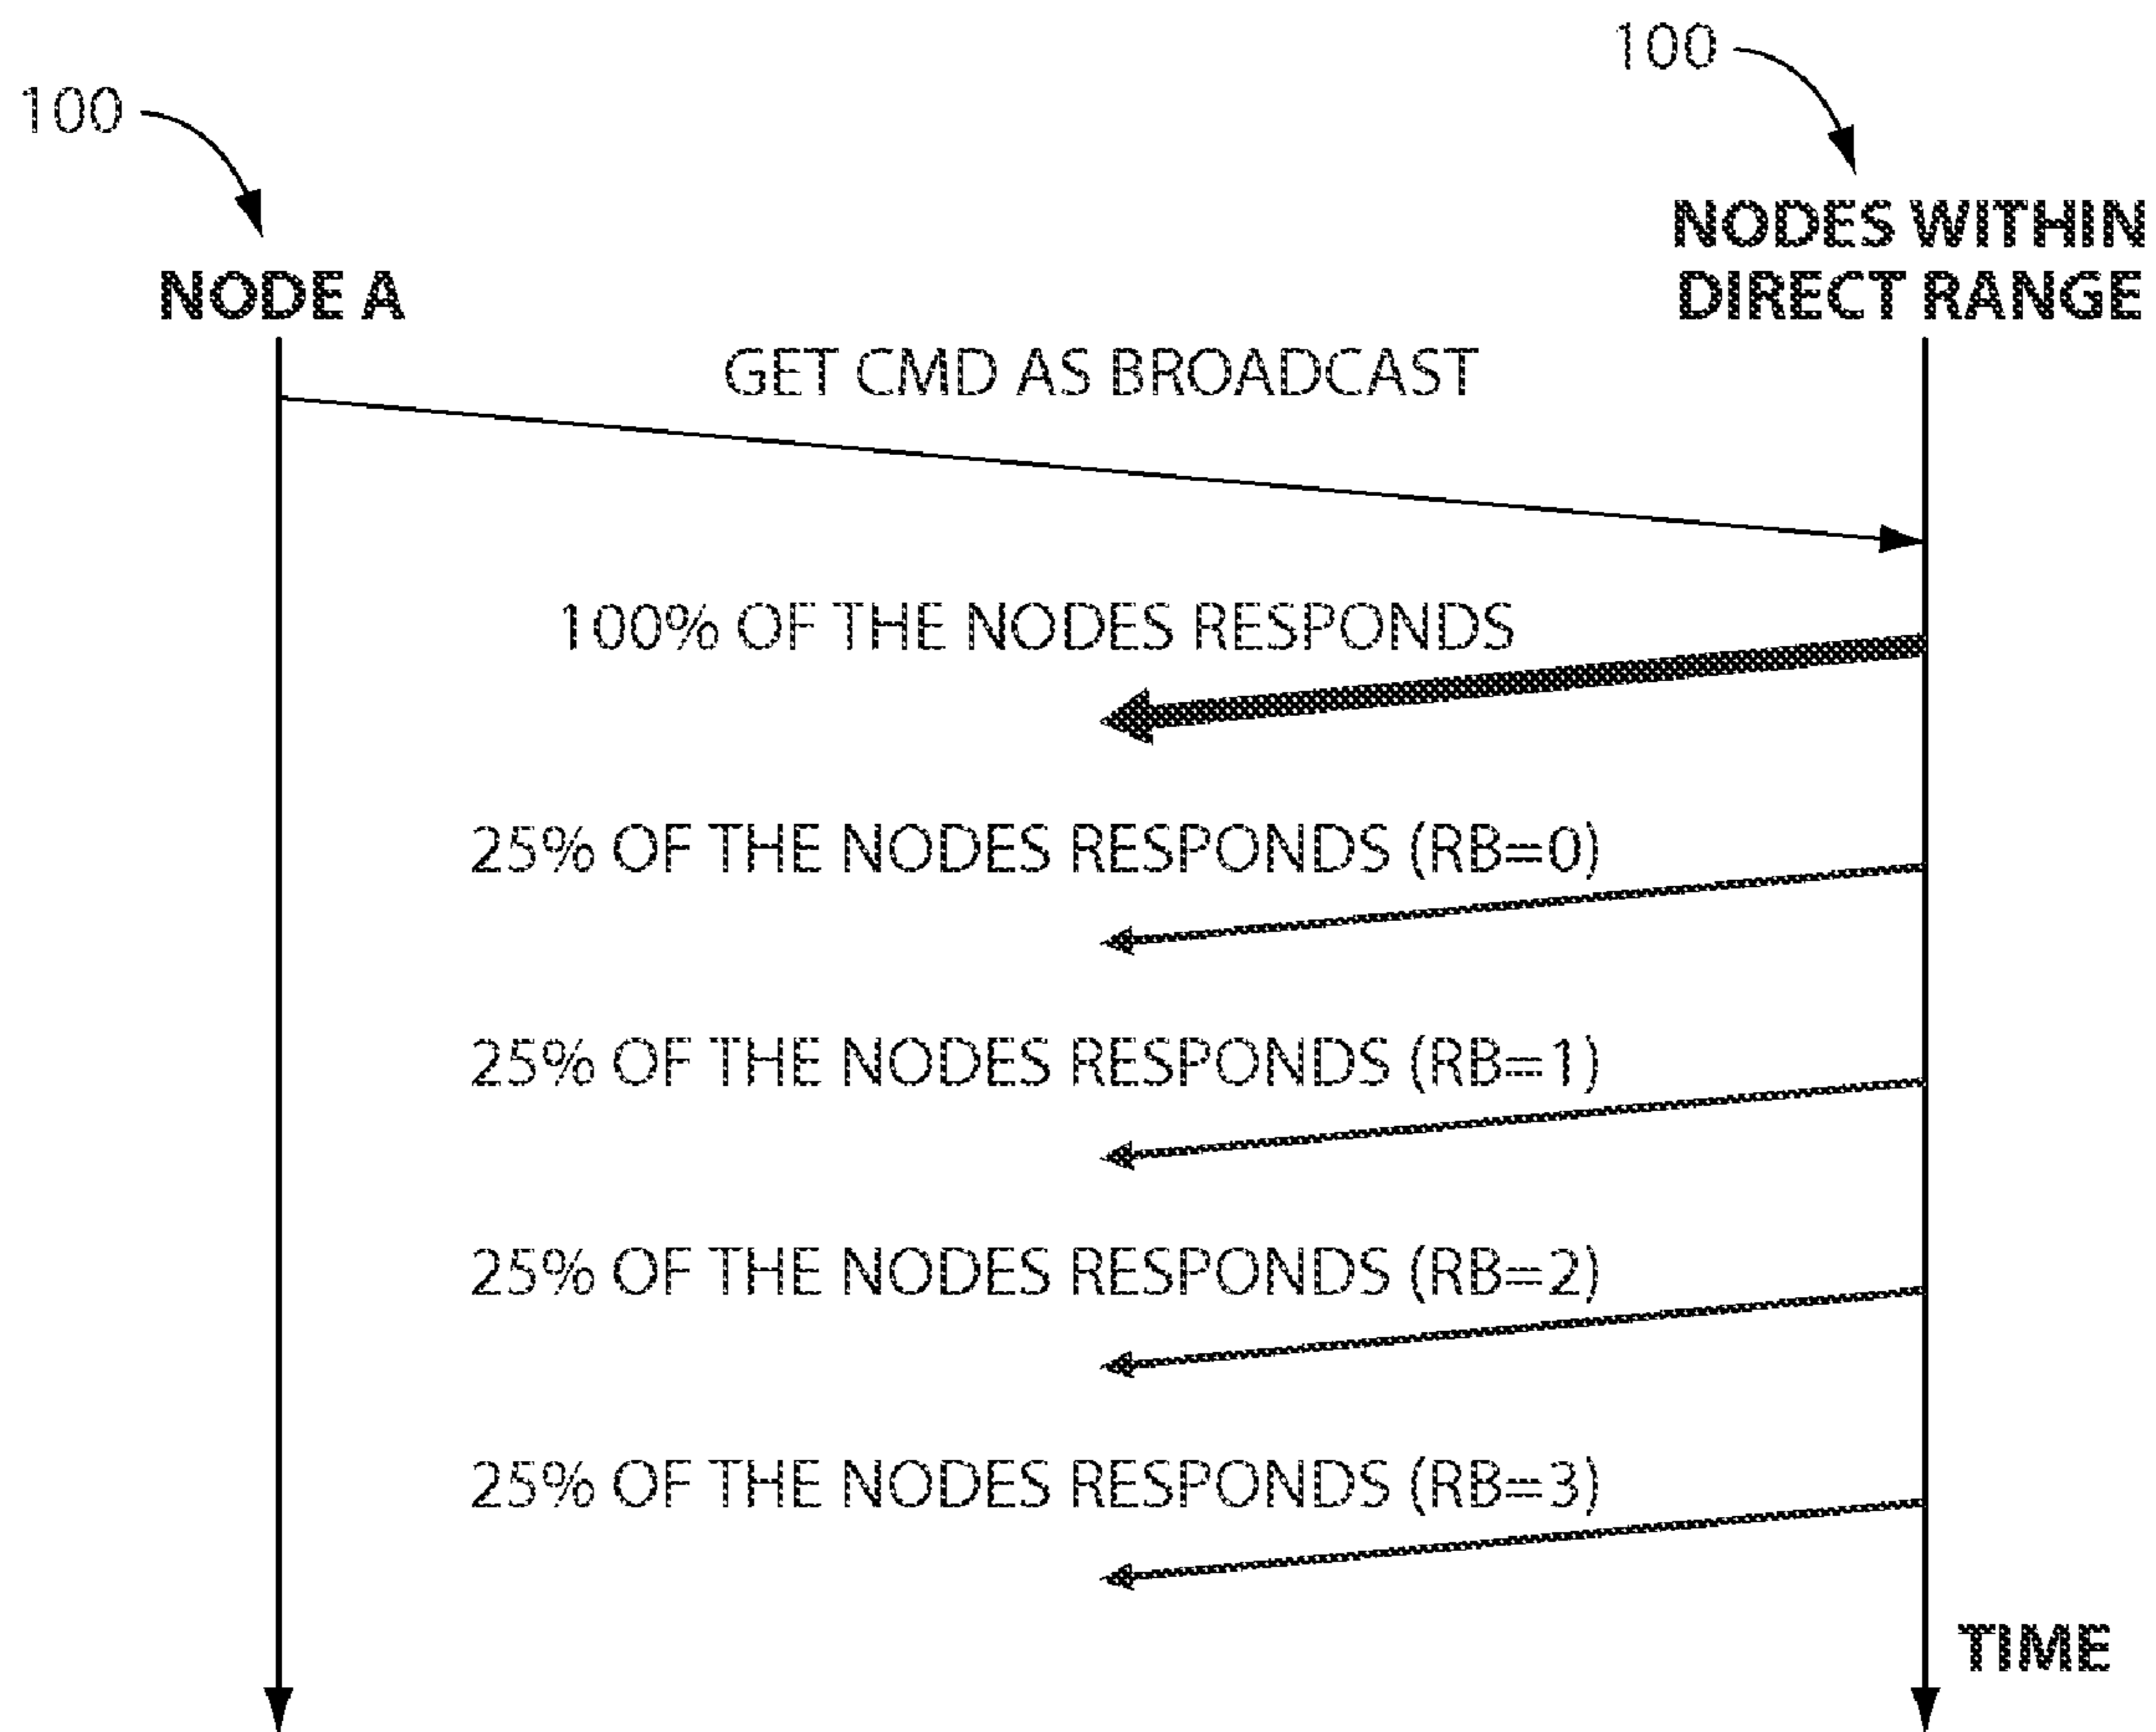 100
100
NODE A
NODES WITHIN
DIRECT RANGE
GET CMD AS BROADCAST
100% OF THE NODES RESPONDS
25% OF THE NODES RESPONDS (RB=0)
25% OF THE NODES RESPONDS (RB=1)
25% OF THE NODES RESPONDS (RB=2)
25% OF THE NODES RESPONDS (RB=3)
TIME